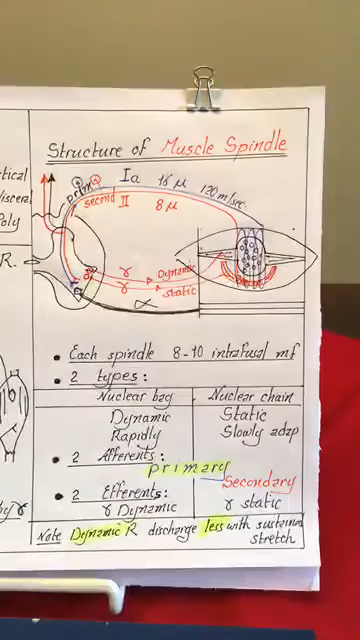 Structure of Muscle Spindle
prim
Ia 16 μ 120 m/sec.
second II 8 μ
γ Dynamic
γ static
α
• Each spindle 8-10 intrafusal mf
• 2 types:
Nuclear bag Nuclear chain
Dynamic Static
Rapidly Slowly adap
• 2 Afferents:
primary
Secondary
• 2 Efferents:
γ Dynamic γ static
Note Dynamic R discharge less with sustained
stretch
R.